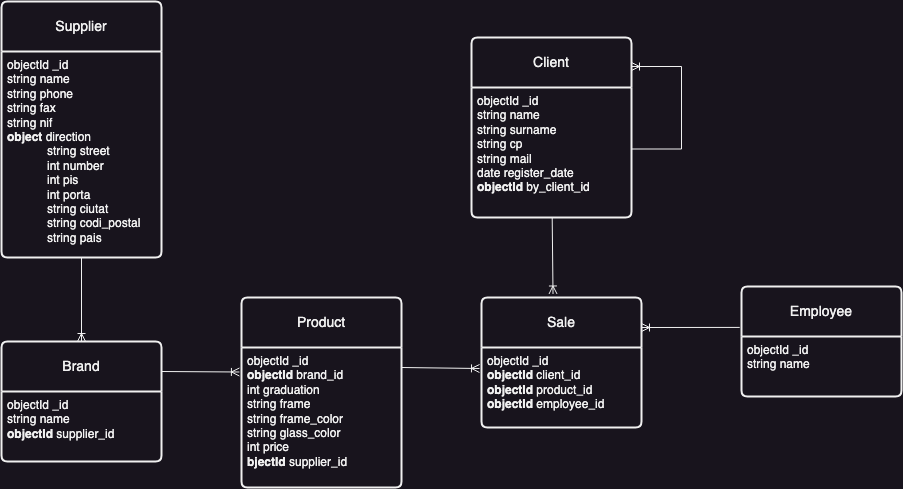 Supplier
objectId _id
string name
string phone
string fax
string nif
object direction
string street
int number
int pis
int porta
string ciutat
string codi_postal
string pais
Client
objectId _id
string name
string surname
string cp
string mail
date register_date
objectId by_client_id
Brand
objectId _id
string name
objectId supplier_id
Product
objectId _id
objectId brand_id
int graduation
string frame
string frame_color
string glass_color
int price
bjectId supplier_id
Sale
objectId _id
objectId client_id
objectId product_id
objectId employee_id
Employee
objectId _id
string name